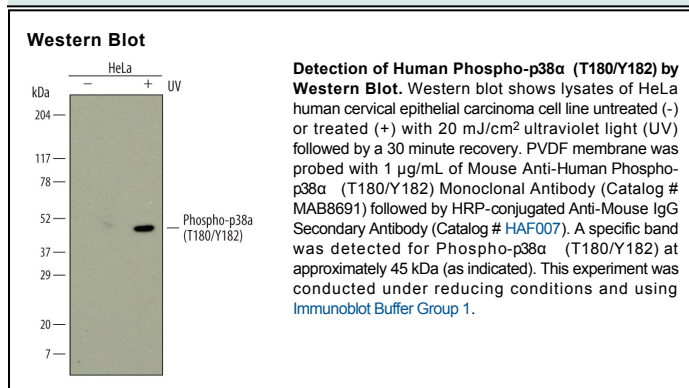 Western Blot
HeLa
− + UV
kDa
204
117
78
52
37
29
20
7
Phospho-p38a
(T180/Y182)
Detection of Human Phospho-p38α (T180/Y182) by
Western Blot. Western blot shows lysates of HeLa
human cervical epithelial carcinoma cell line untreated (-)
or treated (+) with 20 mJ/cm² ultraviolet light (UV)
followed by a 30 minute recovery. PVDF membrane was
probed with 1 µg/mL of Mouse Anti-Human Phospho-
p38α (T180/Y182) Monoclonal Antibody (Catalog #
MAB8691) followed by HRP-conjugated Anti-Mouse IgG
Secondary Antibody (Catalog # HAF007). A specific band
was detected for Phospho-p38α (T180/Y182) at
approximately 45 kDa (as indicated). This experiment was
conducted under reducing conditions and using
Immunoblot Buffer Group 1.